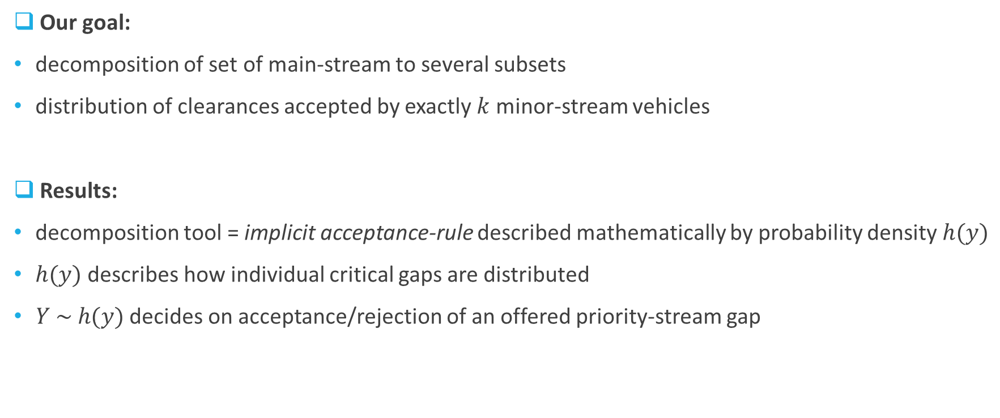 ❑ Our goal:
• decomposition of set of main-stream to several subsets
• distribution of clearances accepted by exactly k minor-stream vehicles
❑ Results:
• decomposition tool = implicit acceptance-rule described mathematically by probability density h(y)
• h(y) describes how individual critical gaps are distributed
• Y ~ h(y) decides on acceptance/rejection of an offered priority-stream gap